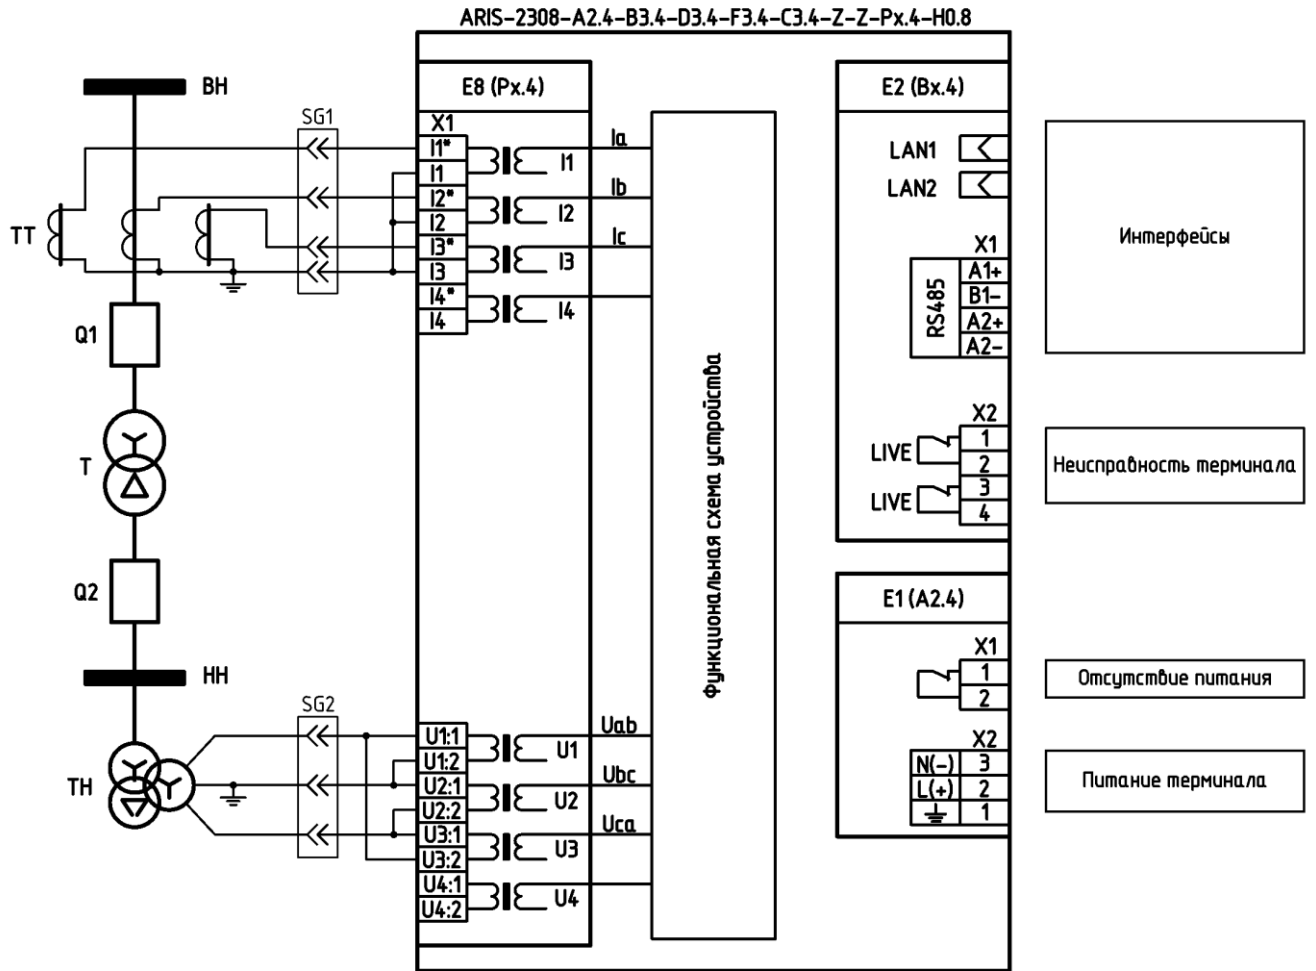 ARIS-2308-A2.4-B3.4-D3.4-F3.4-C3.4-Z-Z-Px.4-H0.8
ВН
SG1
E8 (Px.4)
X1
I1*
I1
I2*
I2
I3*
I3
I4*
I4
I1
I2
I3
I4
Ia
Ib
Ic
ТТ
Q1
Т
Q2
НН
SG2
ТН
U1:1
U1:2
U2:1
U2:2
U3:1
U3:2
U4:1
U4:2
U1
U2
U3
U4
Uab
Ubc
Uca
Функциональная схема устройства
E2 (Bx.4)
LAN1
LAN2
X1
RS485
A1+
B1-
A2+
A2-
X2
LIVE
1
2
LIVE
3
4
E1 (A2.4)
X1
1
2
X2
N(-) 3
L(+) 2
1
Интерфейсы
Неисправность терминала
Отсутствие питания
Питание терминала